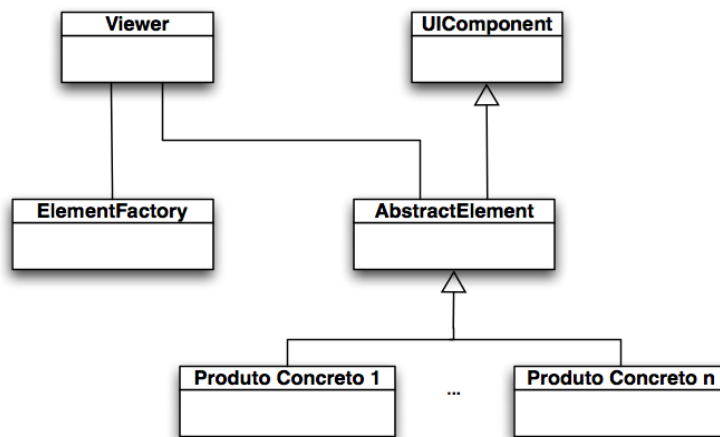 Viewer
UIComponent
ElementFactory
AbstractElement
Produto Concreto 1
...
Produto Concreto n